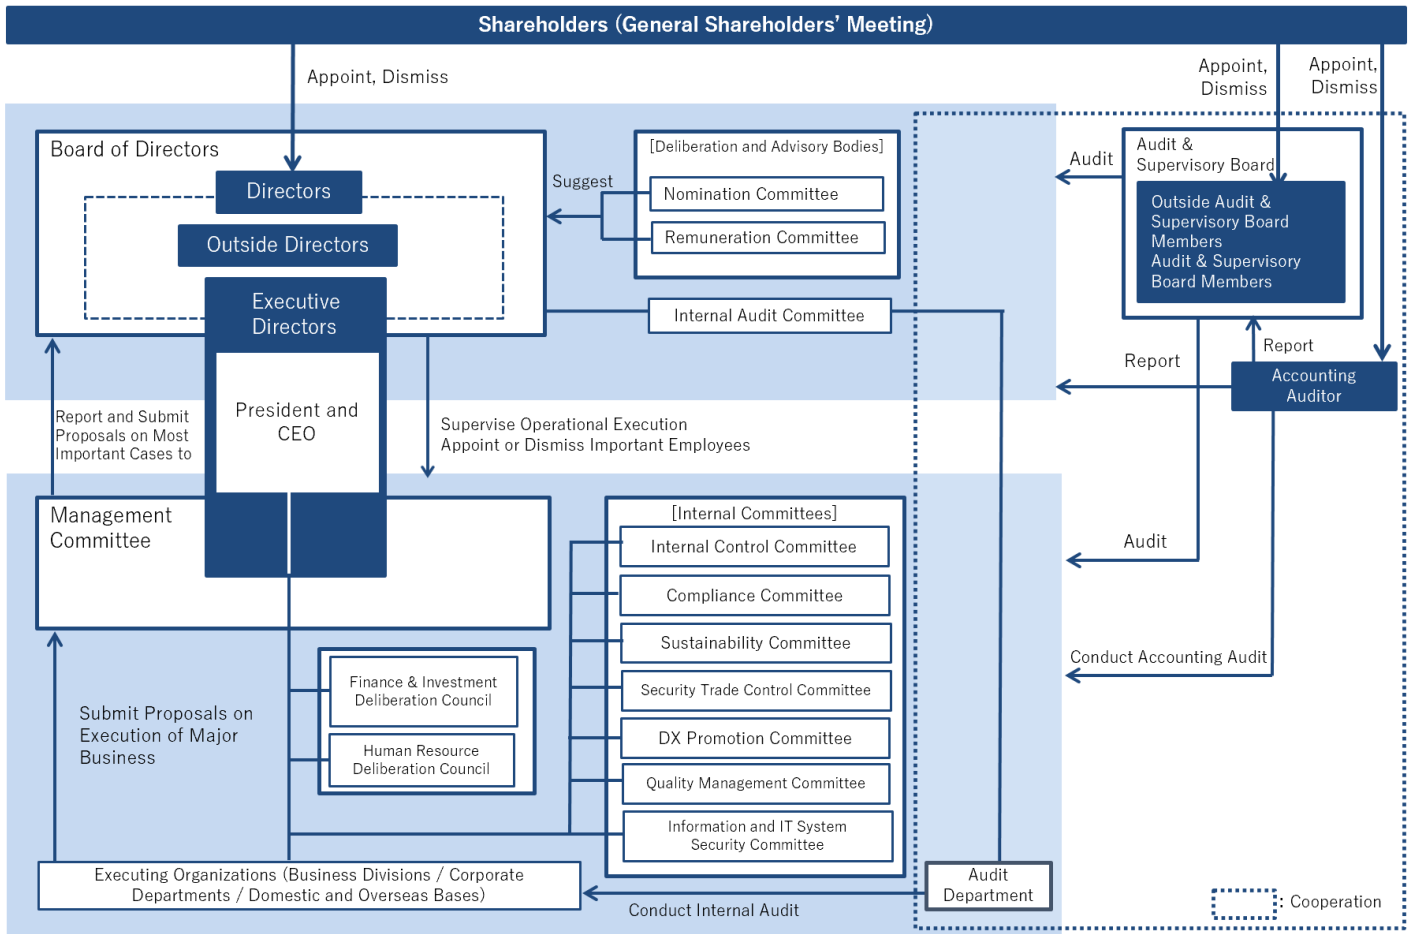 Shareholders (General Shareholders’ Meeting)
Appoint, Dismiss
Appoint,
Dismiss
Appoint,
Dismiss
Board of Directors
Directors
Outside Directors
Executive
Directors
President and
CEO
Suggest
[Deliberation and Advisory Bodies]
Nomination Committee
Remuneration Committee
Internal Audit Committee
Audit
Audit &
Supervisory Board
Outside Audit &
Supervisory Board
Members
Audit & Supervisory
Board Members
Report
Report
Accounting
Auditor
Report and Submit
Proposals on Most
Important Cases to
Supervise Operational Execution
Appoint or Dismiss Important Employees
Management
Committee
[Internal Committees]
Internal Control Committee
Compliance Committee
Sustainability Committee
Security Trade Control Committee
DX Promotion Committee
Quality Management Committee
Information and IT System
Security Committee
Audit
Conduct Accounting Audit
Finance & Investment
Deliberation Council
Human Resource
Deliberation Council
Submit Proposals on
Execution of Major
Business
Executing Organizations (Business Divisions / Corporate
Departments / Domestic and Overseas Bases)
Conduct Internal Audit
Audit
Department
: Cooperation